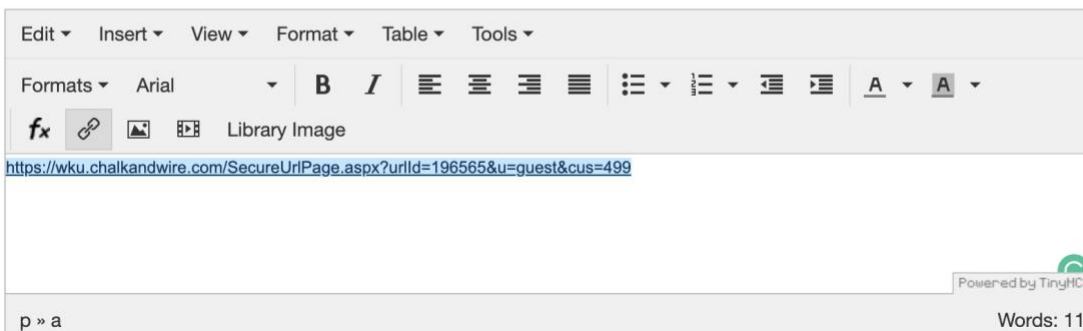 Edit Insert View Format Table Tools
Formats Arial B I A A
fx Library Image
https://wku.chalkandwire.com/SecureUrlPage.aspx?urlId=196565&u=guest&cus=499
Powered by TinyMC
p » a Words: 11